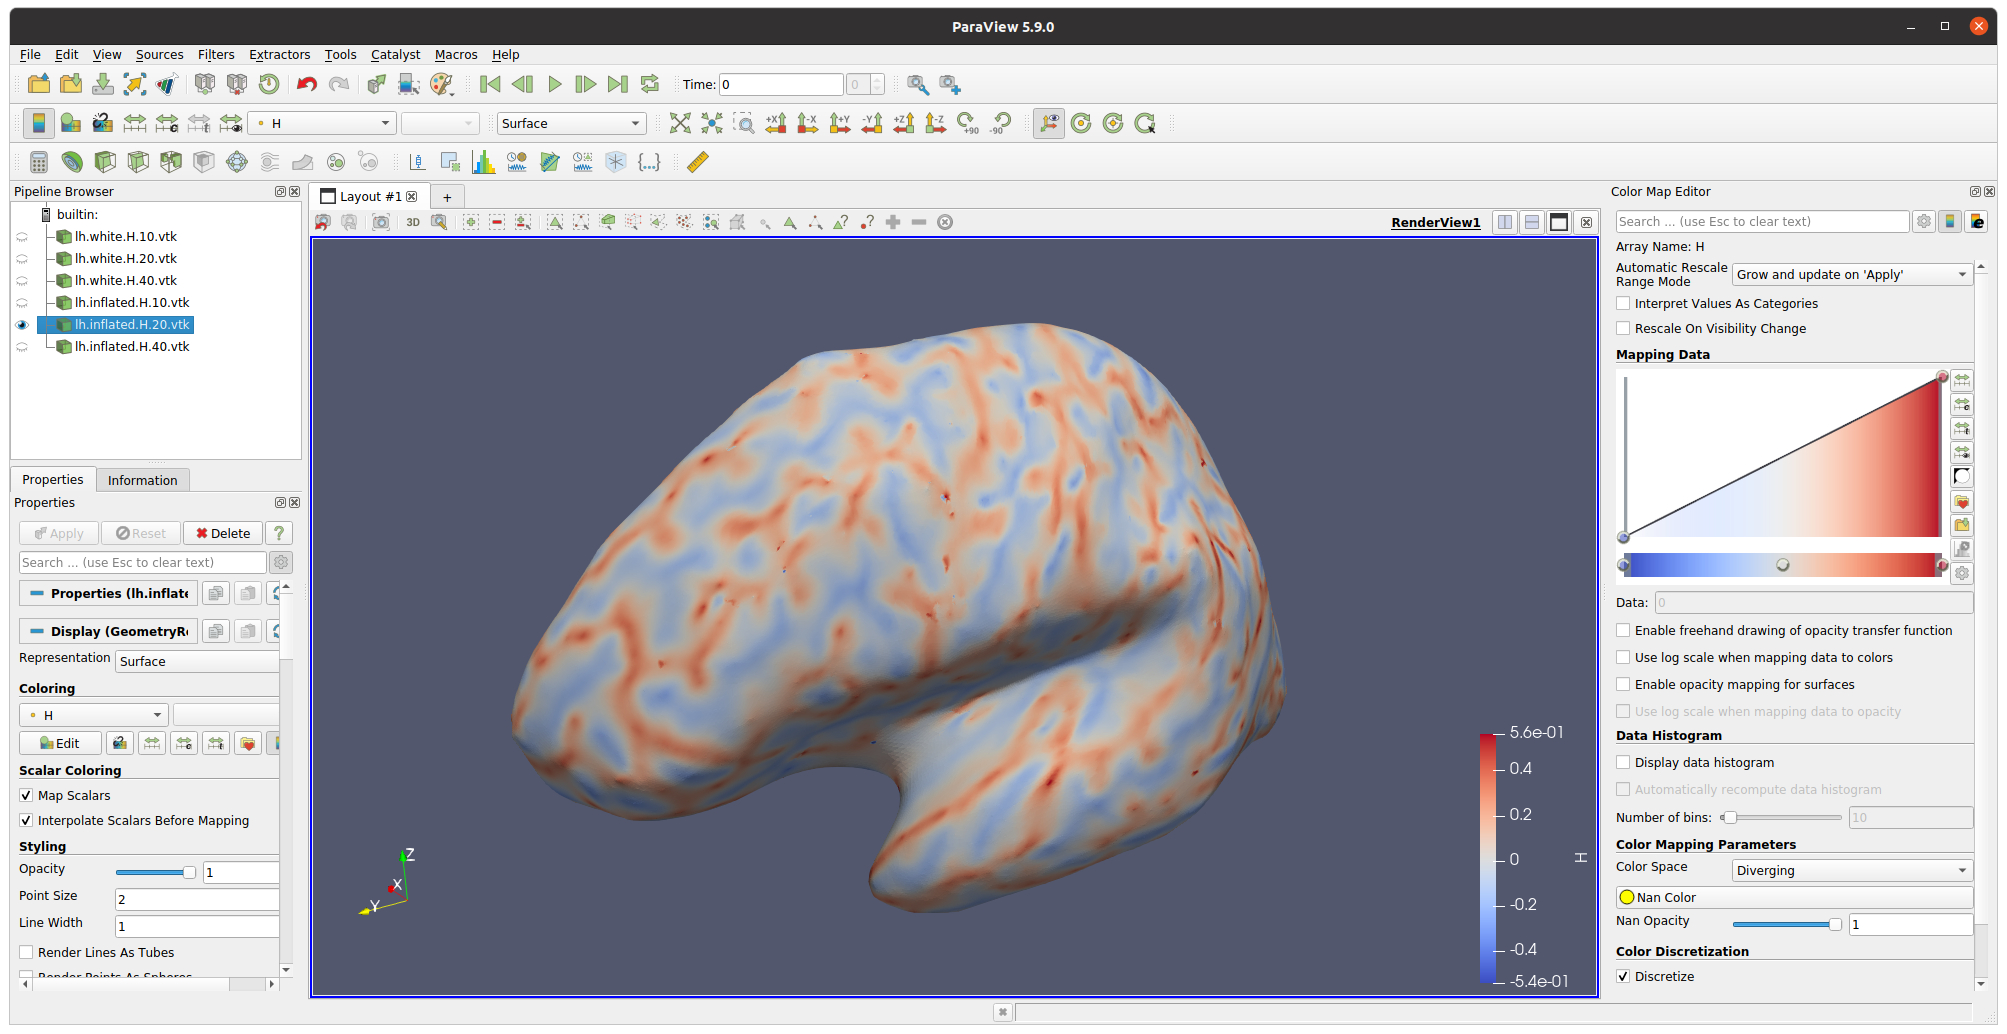 ParaView 5.9.0
File Edit View Sources Filters Extractors Tools Catalyst Macros Help
Time: 0 0
H Surface +X -X +Y -Y +Z -Z +90 -90
Pipeline Browser
builtin:
lh.white.H.10.vtk
lh.white.H.20.vtk
lh.white.H.40.vtk
lh.inflated.H.10.vtk
lh.inflated.H.20.vtk
lh.inflated.H.40.vtk
Properties Information
Properties
Apply Reset Delete ?
Search ... (use Esc to clear text)
Properties (lh.inflate
Display (GeometryR
Representation Surface
Coloring
H
Edit
Scalar Coloring
Map Scalars
Interpolate Scalars Before Mapping
Styling
Opacity 1
Point Size 2
Line Width 1
Render Lines As Tubes
Render Points As Spheres
Layout #1 +
3D RenderView1
Z
X
Y
5.6e-01
0.4
0.2
0
-0.2
-0.4
-5.4e-01
H
Color Map Editor
Search ... (use Esc to clear text)
Array Name: H
Automatic Rescale
Range Mode Grow and update on 'Apply'
Interpret Values As Categories
Rescale On Visibility Change
Mapping Data
Data: 0
Enable freehand drawing of opacity transfer function
Use log scale when mapping data to colors
Enable opacity mapping for surfaces
Use log scale when mapping data to opacity
Data Histogram
Display data histogram
Automatically recompute data histogram
Number of bins: 10
Color Mapping Parameters
Color Space Diverging
Nan Color
Nan Opacity 1
Color Discretization
Discretize